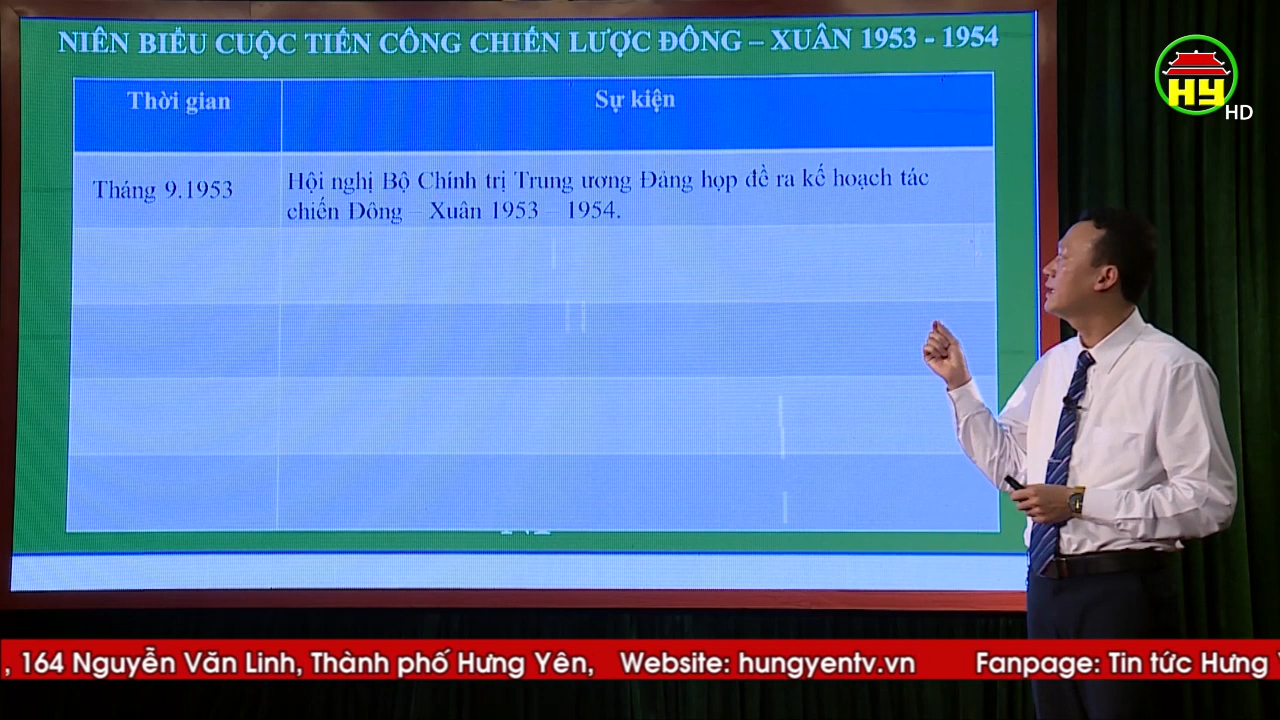 NIÊN BIỂU CUỘC TIẾN CÔNG CHIẾN LƯỢC ĐÔNG – XUÂN 1953 - 1954
Thời gian
Sự kiện
Tháng 9.1953
Hội nghị Bộ Chính trị Trung ương Đảng họp đề ra kế hoạch tác
chiến Đông – Xuân 1953 – 1954.
HY
HD
, 164 Nguyễn Văn Linh, Thành phố Hưng Yên, Website: hungyentv.vn Fanpage: Tin tức Hưng